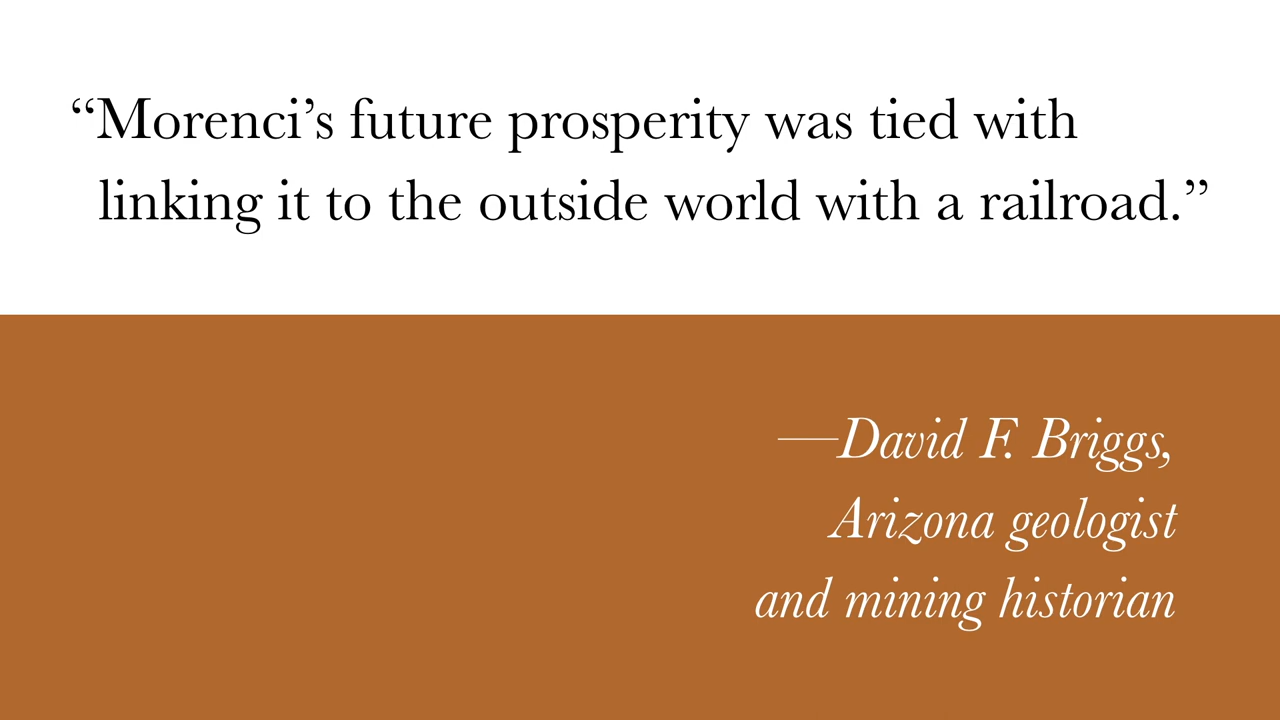 “Morenci’s future prosperity was tied with
linking it to the outside world with a railroad.”
—David F. Briggs,
Arizona geologist
and mining historian